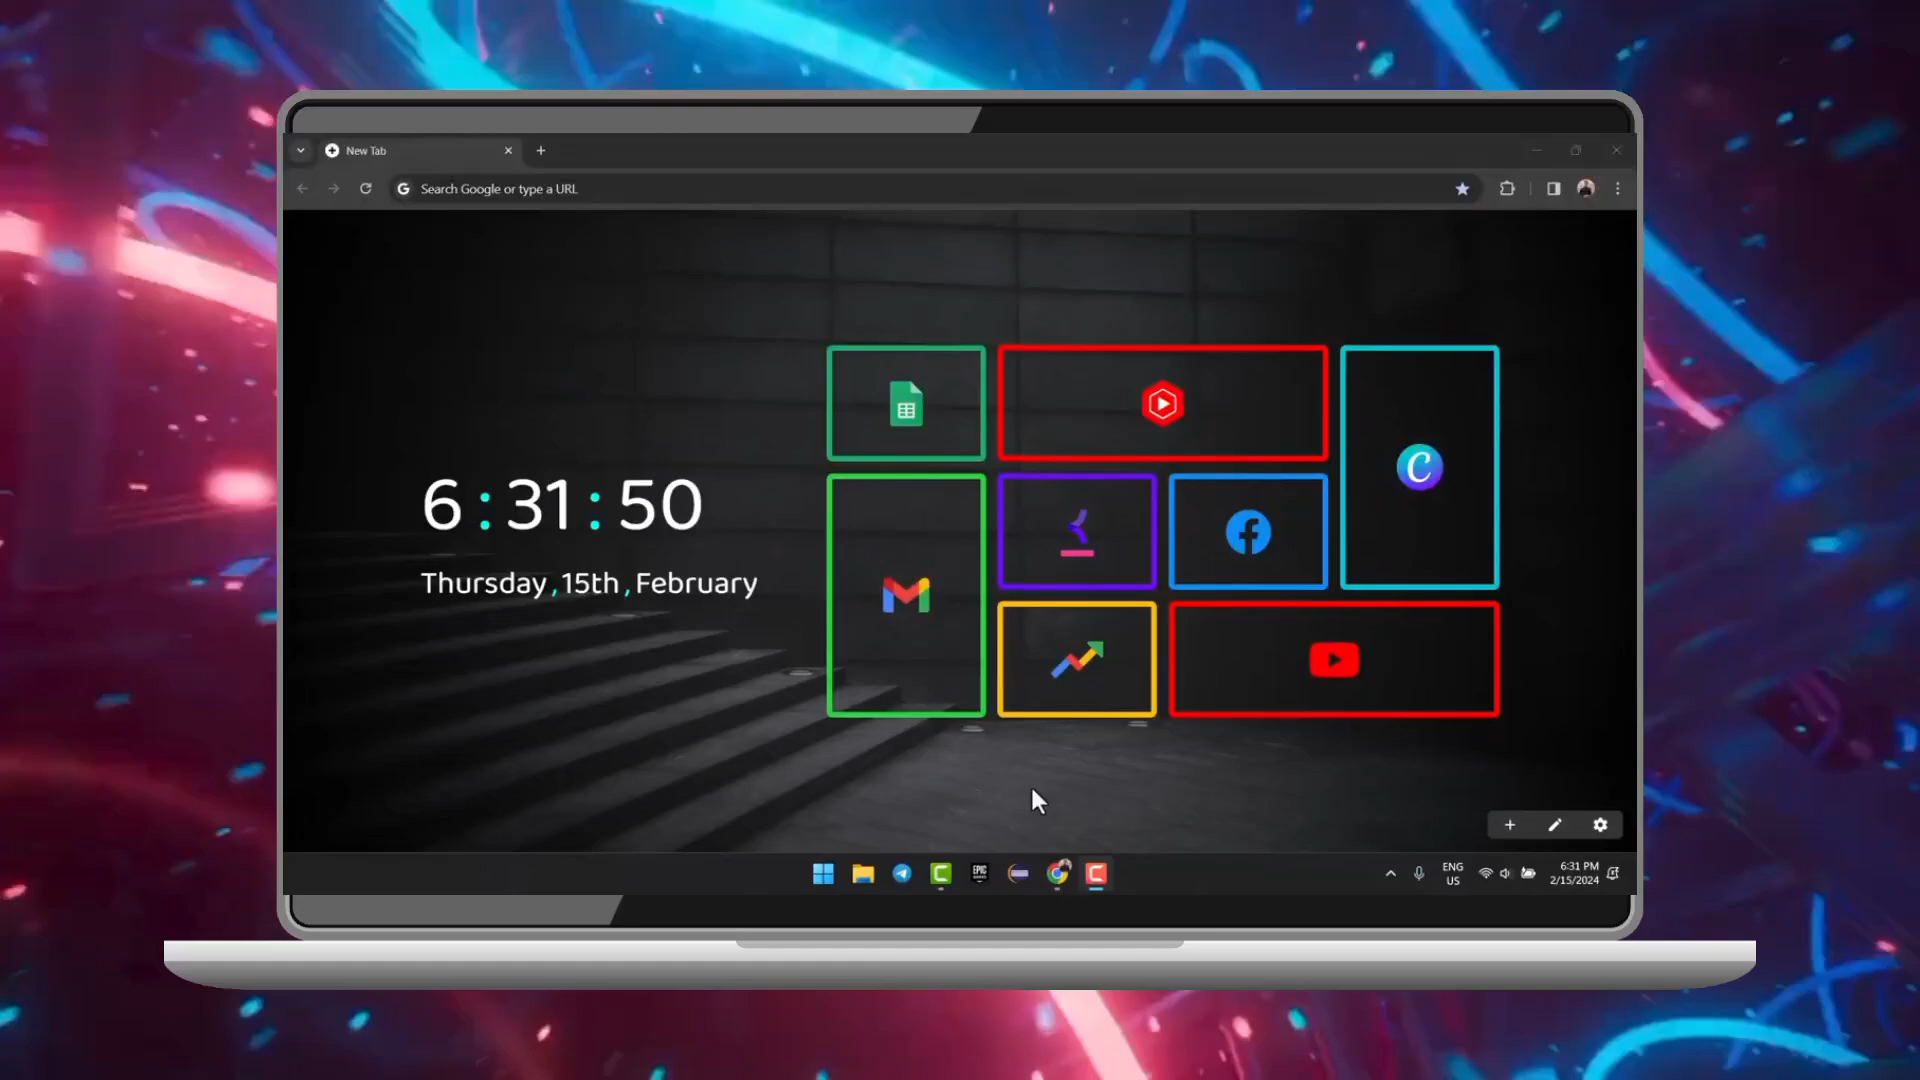 New Tab
Search Google or type a URL
6:31:50
Thursday,15th,February
C
EPIC
ENG
US
6:31 PM
2/15/2024